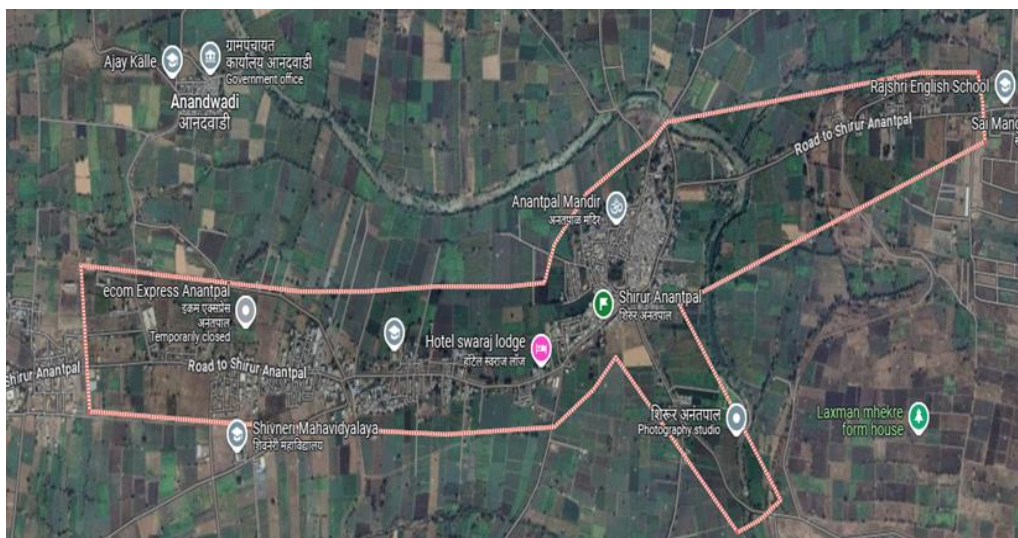 Ajay Kalle
ग्रामपंचायत
कार्यालय आनंदवाडी
Government office
Anandwadi
आनंदवाडी
Rajshri English School
Sai Mand
Road to Shirur Anantpal
Anantpal Mandir
अनंतपाळ मंदिर
ecom Express Anantpal
इकम एक्सप्रेस
अनंतपाल
Temporarily closed
Shirur Anantpal
शिरूर अनंतपाल
Hotel swaraj lodge
हॉटेल स्वराज लॉज
Shirur Anantpal
Road to Shirur Anantpal
Shivneri Mahavidyalaya
शिवनेरी महाविद्यालय
शिरूर अनंतपाळ
Photography studio
Laxman mhekre
form house